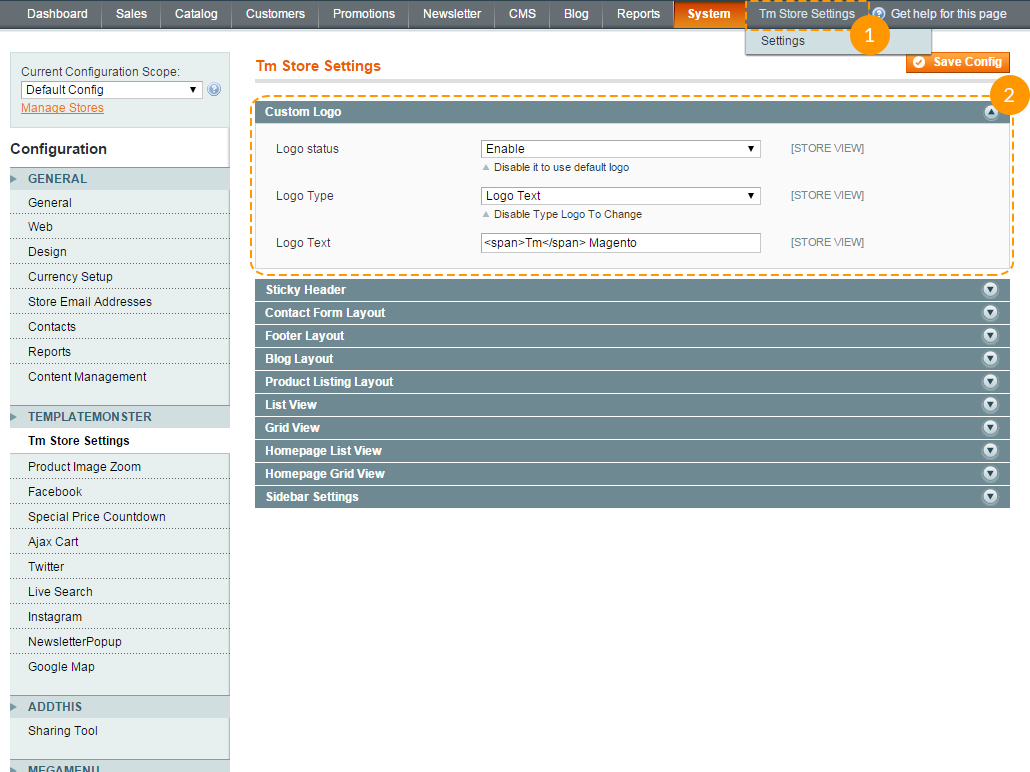 Dashboard Sales Catalog Customers Promotions Newsletter CMS Blog Reports System Tm Store Settings Get help for this page
Settings
1
Current Configuration Scope:
Default Config
Manage Stores
Tm Store Settings
Save Config
2
Configuration
GENERAL
General
Web
Design
Currency Setup
Store Email Addresses
Contacts
Reports
Content Management
TEMPLATEMONSTER
Tm Store Settings
Product Image Zoom
Facebook
Special Price Countdown
Ajax Cart
Twitter
Live Search
Instagram
NewsletterPopup
Google Map
ADDTHIS
Sharing Tool
MEGAMENU
Custom Logo
Logo status Enable [STORE VIEW]
Disable it to use default logo
Logo Type Logo Text [STORE VIEW]
Disable Type Logo To Change
Logo Text <span>Tm</span> Magento [STORE VIEW]
Sticky Header
Contact Form Layout
Footer Layout
Blog Layout
Product Listing Layout
List View
Grid View
Homepage List View
Homepage Grid View
Sidebar Settings